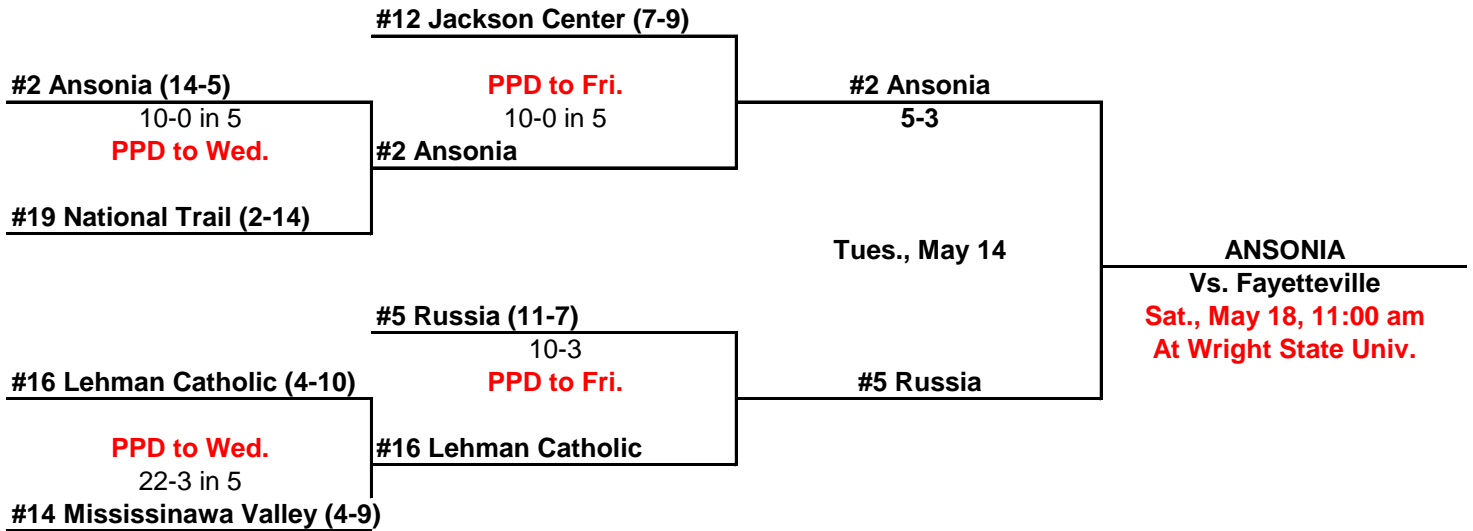 #12 Jackson Center (7-9)
#2 Ansonia (14-5)
PPD to Fri.
#2 Ansonia
10-0 in 5
10-0 in 5
5-3
PPD to Wed.
#2 Ansonia
#19 National Trail (2-14)
Tues., May 14
ANSONIA
Vs. Fayetteville
#5 Russia (11-7)
Sat., May 18, 11:00 am
10-3
At Wright State Univ.
#16 Lehman Catholic (4-10)
PPD to Fri.
#5 Russia
PPD to Wed.
#16 Lehman Catholic
22-3 in 5
#14 Mississinawa Valley (4-9)